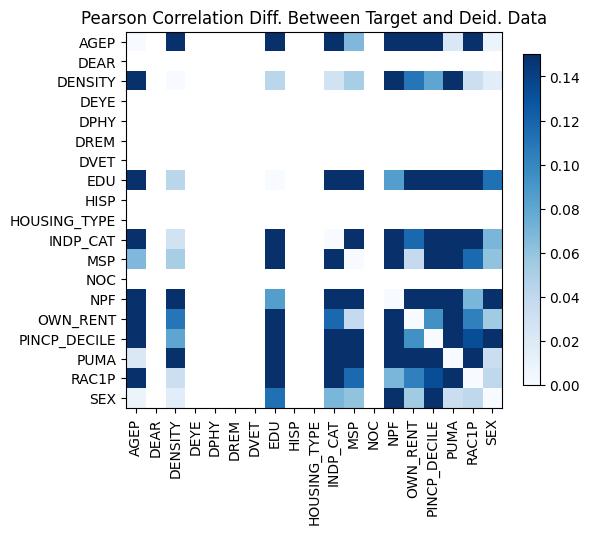 Pearson Correlation Diff. Between Target and Deid. Data
AGEP
DEAR
DENSITY
DEYE
DPHY
DREM
DVET
EDU
HISP
HOUSING_TYPE
INDP_CAT
MSP
NOC
NPF
OWN_RENT
PINCP_DECILE
PUMA
RAC1P
SEX
AGEP
DEAR
DENSITY
DEYE
DPHY
DREM
DVET
EDU
HISP
HOUSING_TYPE
INDP_CAT
MSP
NOC
NPF
OWN_RENT
PINCP_DECILE
PUMA
RAC1P
SEX
0.14
0.12
0.10
0.08
0.06
0.04
0.02
0.00